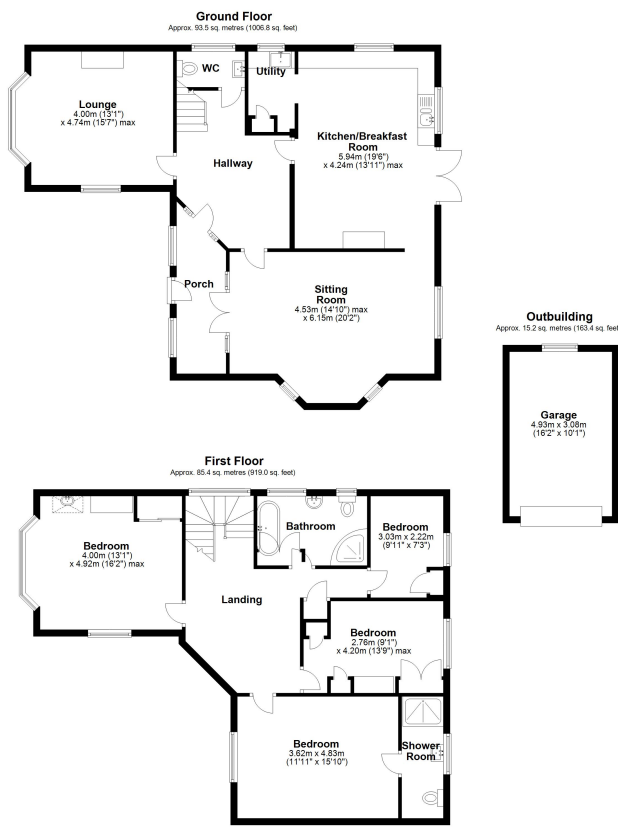 Ground Floor
Approx. 93.5 sq. metres (1006.8 sq. feet)
WC
Utility
Lounge
4.00m (13'1")
x 4.74m (15'7") max
Kitchen/Breakfast
Room
5.94m (19'6")
x 4.24m (13'11") max
Hallway
Porch
Sitting
Room
4.53m (14'10") max
x 6.15m (20'2")
Outbuilding
Approx. 15.2 sq. metres (163.4 sq. feet
Garage
4.93m x 3.08m
(16'2" x 10'1")
First Floor
Approx. 85.4 sq. metres (919.0 sq. feet)
Bedroom
4.00m (13'1")
x 4.92m (16'2") max
Bathroom
Bedroom
3.03m x 2.22m
(9'11" x 7'3")
Landing
Bedroom
2.76m (9'1")
x 4.20m (13'9") max
Bedroom
3.62m x 4.83m
(11'11" x 15'10")
Shower
Room